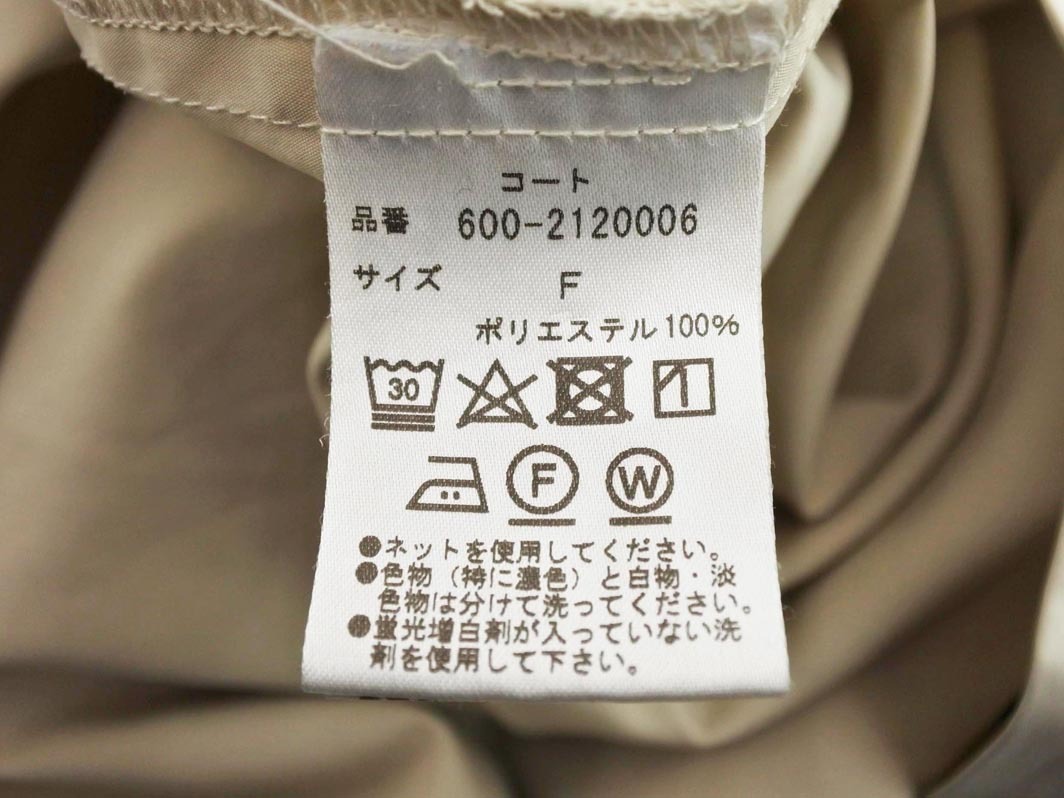 コート
品番 600-2120006
サイズ F
ポリエステル100%
30
F W
●ネットを使用してください。
●色物（特に濃色）と白物・淡
色物は分けて洗ってください。
●蛍光増白剤が入っていない洗
剤を使用して下さい。